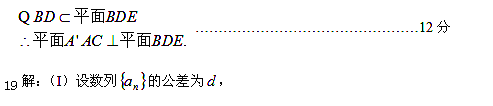 Q BD ⊂ 平面BDE
∴平面A'AC⊥平面BDE. ……………………………………12 分
19 解：（I）设数列{aₙ}的公差为d，